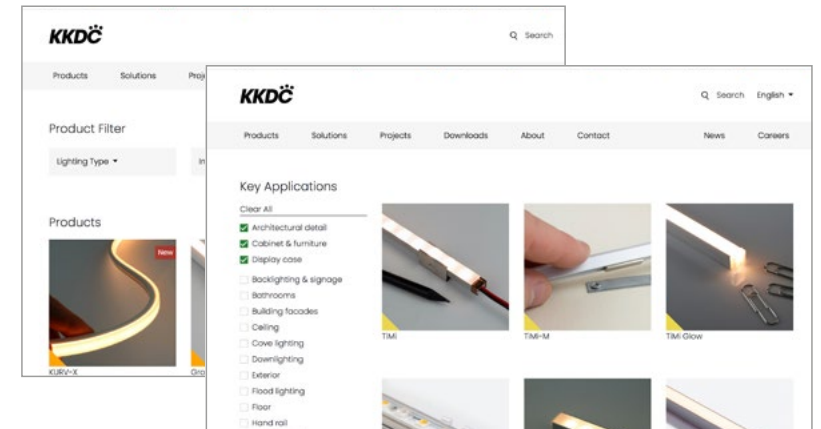 KKDC
Search
Products Solutions
Product Filter
Lighting Type
Products
New
KURV-X
KKDC
Search English
Products Solutions Projects Downloads About Contact News Careers
Key Applications
Clear All
Architectural detail
Cabinet & furniture
Display case
Backlighting & signage
Bathrooms
Building facades
Ceiling
Cove lighting
Downlighting
Exterior
Flood lighting
Floor
Hand rail
TiMi
TiMi-M
TiMi Glow